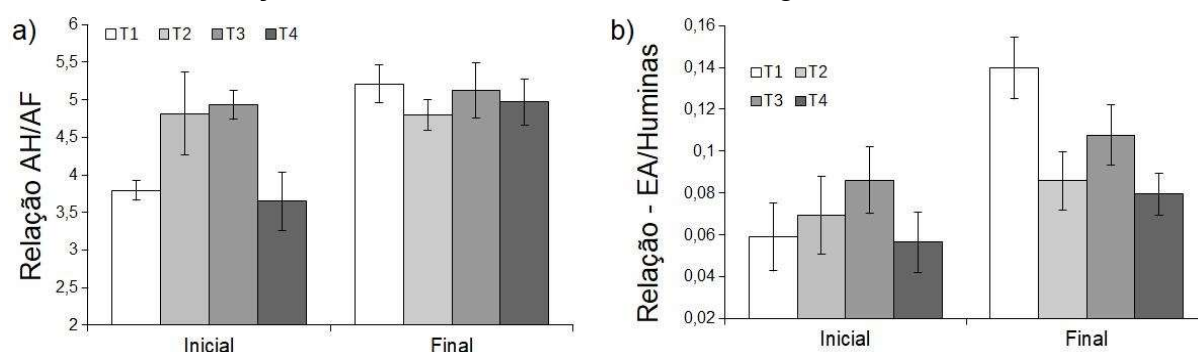 a)
Relação AH/AF
6
5,5
5
4,5
4
3,5
3
2,5
2
T1 T2 T3 T4
Inicial Final
b)
Relação - EA/Huminas
0,16
0,14
0,12
0,1
0,08
0,06
0,04
0,02
T1 T2
T3 T4
Inicial Final